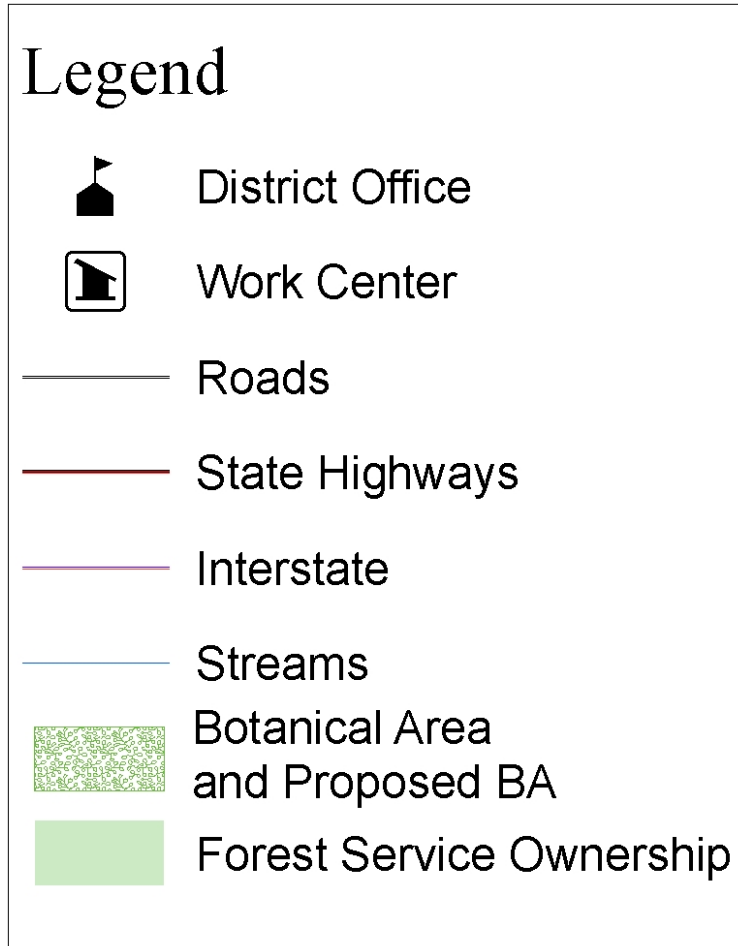 Legend
District Office
Work Center
Roads
State Highways
Interstate
Streams
Botanical Area
and Proposed BA
Forest Service Ownership